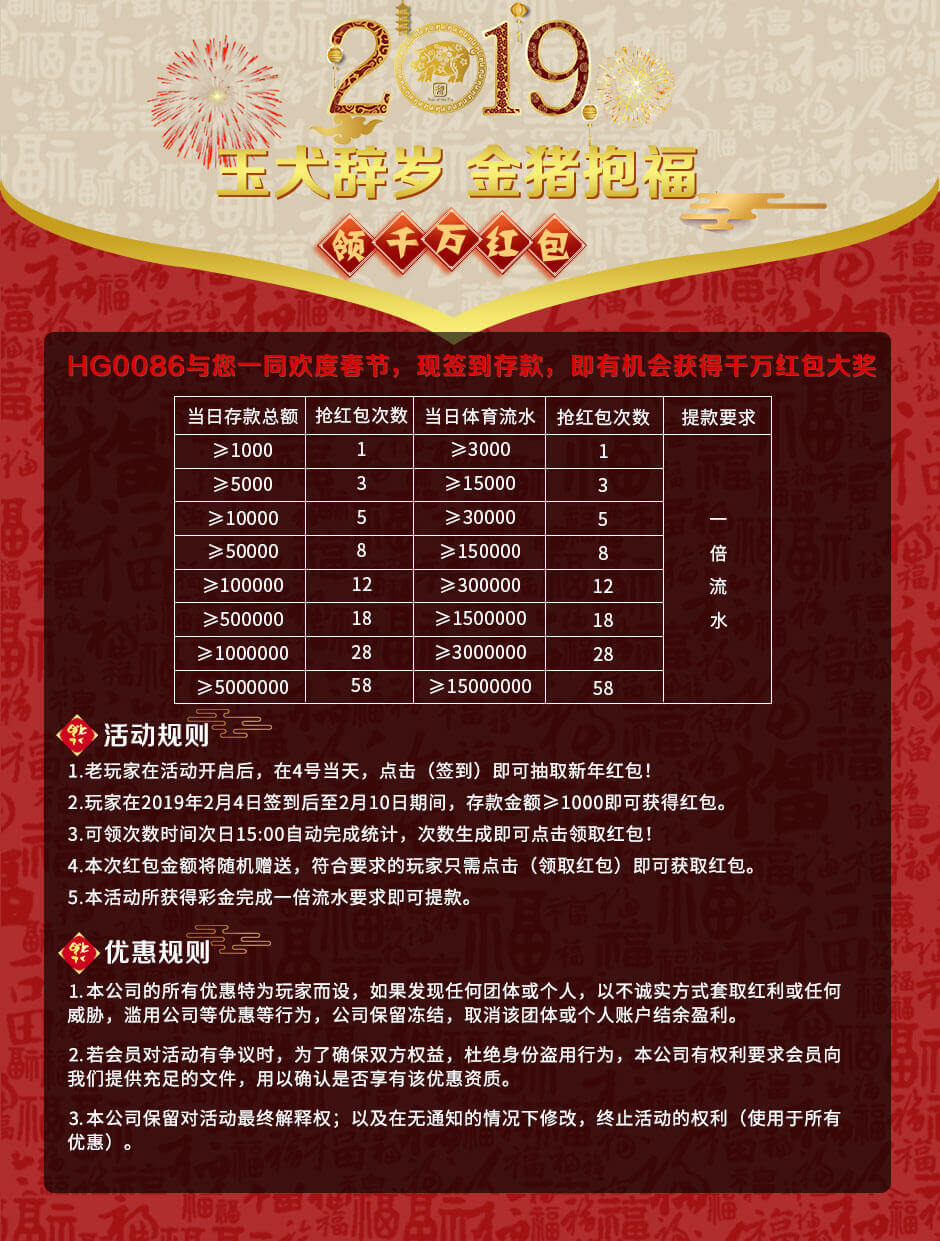 2019
玉犬辞岁 金猪抱福
领千万红包
HG0086与您一同欢度春节，现签到存款，即有机会获得千万红包大奖
当日存款总额 抢红包次数 当日体育流水 抢红包次数 提款要求
≥1000 1 ≥3000 1
≥5000 3 ≥15000 3
≥10000 5 ≥30000 5
≥50000 8 ≥150000 8
≥100000 12 ≥300000 12
≥500000 18 ≥1500000 18
≥1000000 28 ≥3000000 28
≥5000000 58 ≥15000000 58
一
倍
流
水
活动规则
1.老玩家在活动开启后，在4号当天，点击（签到）即可抽取新年红包！
2.玩家在2019年2月4日签到后至2月10日期间，存款金额≥1000即可获得红包。
3.可领次数时间次日15:00自动完成统计，次数生成即可点击领取红包！
4.本次红包金额将随机赠送，符合要求的玩家只需点击（领取红包）即可获取红包。
5.本活动所获得彩金完成一倍流水要求即可提款。
优惠规则
1.本公司的所有优惠特为玩家而设，如果发现任何团体或个人，以不诚实方式套取红利或任何
威胁，滥用公司等优惠等行为，公司保留冻结，取消该团体或个人账户结余盈利。
2.若会员对活动有争议时，为了确保双方权益，杜绝身份盗用行为，本公司有权利要求会员向
我们提供充足的文件，用以确认是否享有该优惠资质。
3.本公司保留对活动最终解释权；以及在无通知的情况下修改，终止活动的权利（使用于所有
优惠）。